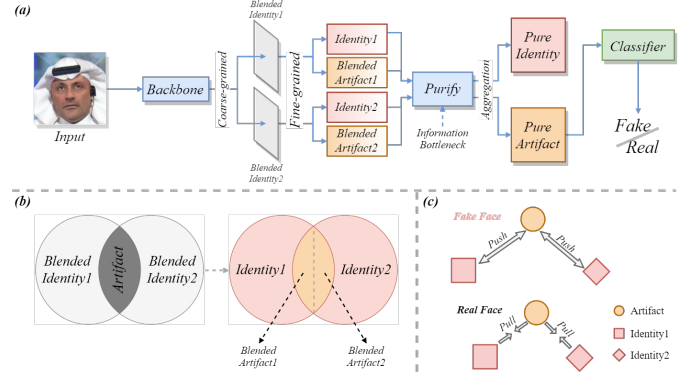 (a)
Input
Backbone
Coarse-grained
Blended
Identity1
Blended
Identity2
Fine-grained
Identity1
Blended
Artifact1
Identity2
Blended
Artifact2
Purify
Information
Bottleneck
Aggregation
Pure
Identity
Pure
Artifact
Classifier
Fake
Real
(b)
Blended
Identity1
Artifact
Blended
Identity2
Identity1
Identity2
Blended
Artifact1
Blended
Artifact2
(c)
Fake Face
Push
Push
Real Face
Pull
Pull
Artifact
Identity1
Identity2